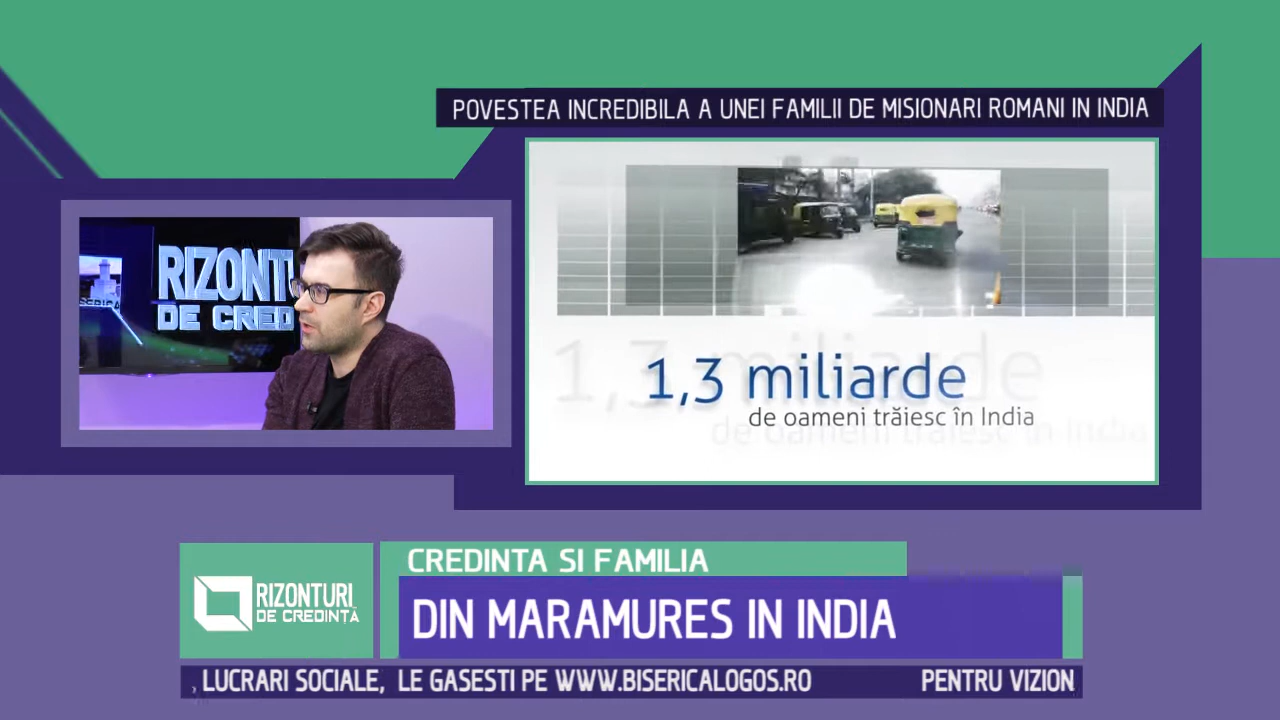 POVESTEA INCREDIBILA A UNEI FAMILII DE MISIONARI ROMANI IN INDIA
RIZONT
DE CRED
1,3 miliarde
de oameni trăiesc în India
CREDINTA SI FAMILIA
DIN MARAMURES IN INDIA
RIZONTURI
DE CREDINȚĂ
, LUCRARI SOCIALE, LE GASESTI PE WWW.BISERICALOGOS.RO PENTRU VIZION